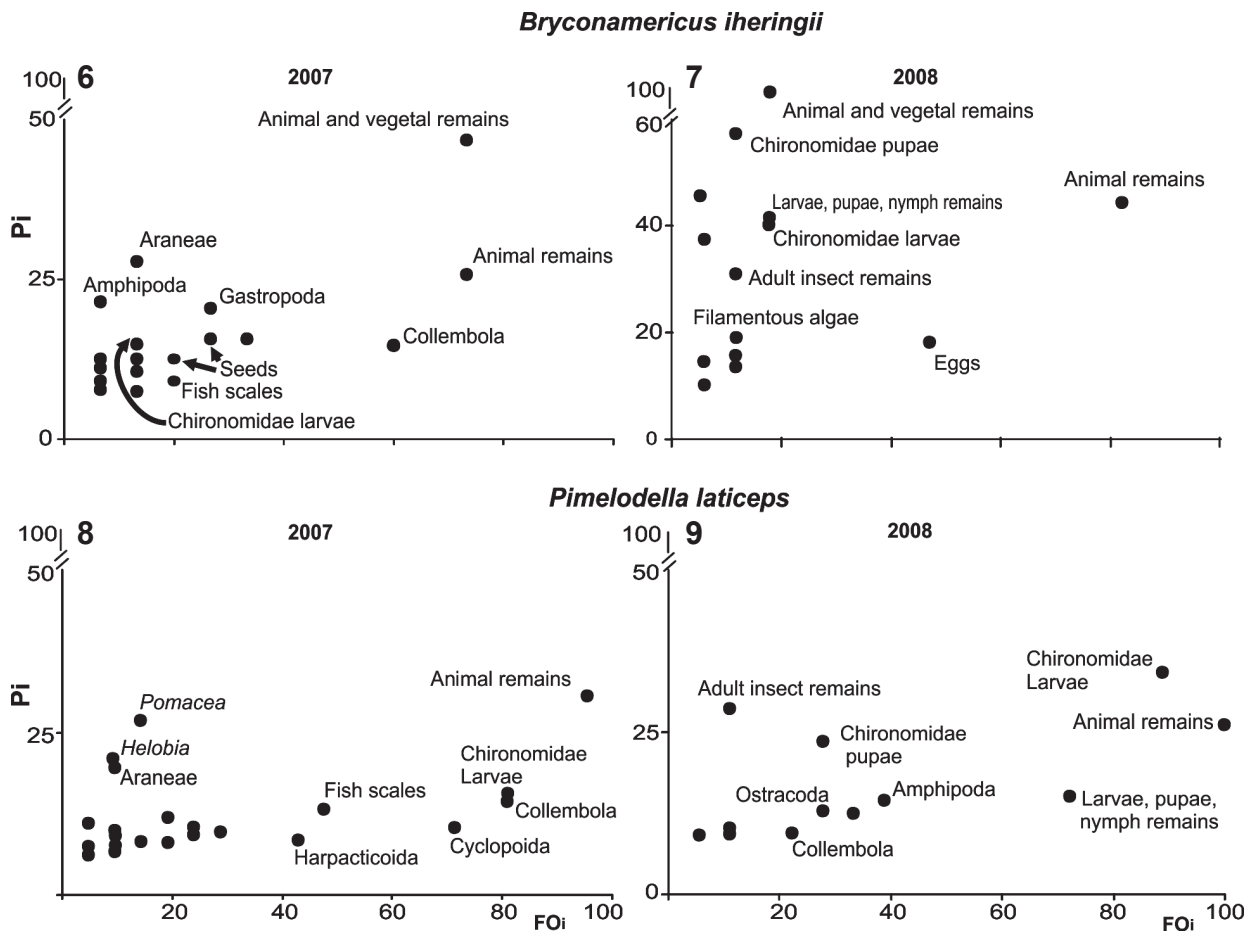 Bryconamericus iheringii
100 6 2007
50
Animal and vegetal remains
Pi
Araneae
Animal remains
25
Amphipoda
Gastropoda
Collembola
Seeds
Fish scales
Chironomidae larvae
0
7 2008
100
Animal and vegetal remains
60
Chironomidae pupae
Animal remains
Larvae, pupae, nymph remains
40
Chironomidae larvae
Adult insect remains
Filamentous algae
20
Eggs
0
Pimelodella laticeps
100 8 2007
50
Pi
Animal remains
Pomacea
25
Helobia
Araneae
Chironomidae
Larvae
Fish scales
Collembola
Harpacticoida
Cyclopoida
20 40 60 80 100
FOi
100 9 2008
50
Chironomidae
Larvae
Adult insect remains
Animal remains
25
Chironomidae
pupae
Ostracoda
Amphipoda
Larvae, pupae,
nymph remains
Collembola
0
20 40 60 80 100
FOi